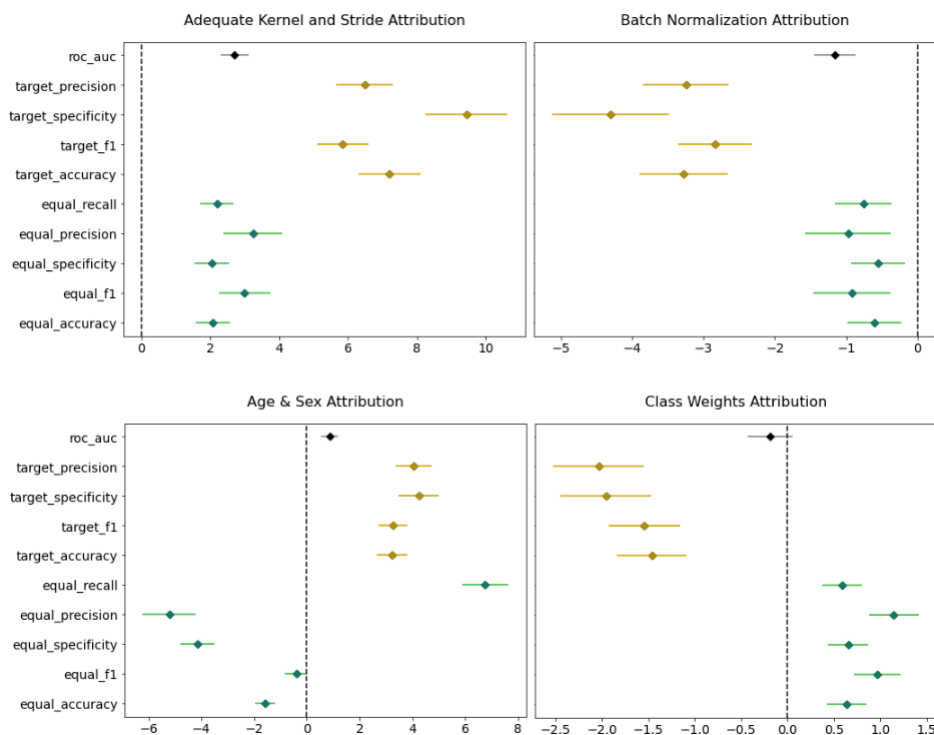 Adequate Kernel and Stride Attribution
Batch Normalization Attribution
roc_auc
target_precision
target_specificity
target_f1
target_accuracy
equal_recall
equal_precision
equal_specificity
equal_f1
equal_accuracy
0 2 4 6 8 10
−5 −4 −3 −2 −1 0
Age & Sex Attribution
Class Weights Attribution
roc_auc
target_precision
target_specificity
target_f1
target_accuracy
equal_recall
equal_precision
equal_specificity
equal_f1
equal_accuracy
−6 −4 −2 0 2 4 6 8
−2.5 −2.0 −1.5 −1.0 −0.5 0.0 0.5 1.0 1.5